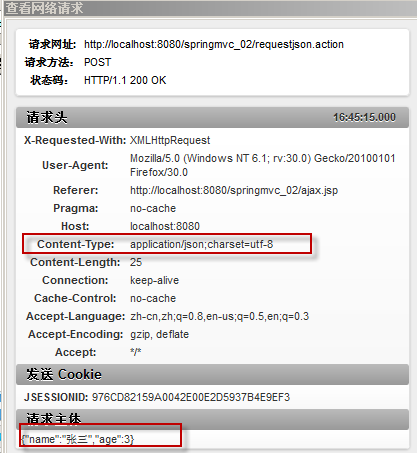 查看网络请求
请求网址: http://localhost:8080/springmvc_02/requestjson.action
请求方法: POST
状态码: HTTP/1.1 200 OK
请求头 16:45:15.000
X-Requested-With: XMLHttpRequest
User-Agent: Mozilla/5.0 (Windows NT 6.1; rv:30.0) Gecko/20100101
Firefox/30.0
Referer: http://localhost:8080/springmvc_02/ajax.jsp
Pragma: no-cache
Host: localhost:8080
Content-Type: application/json;charset=utf-8
Content-Length: 25
Connection: keep-alive
Cache-Control: no-cache
Accept-Language: zh-cn,zh;q=0.8,en-us;q=0.5,en;q=0.3
Accept-Encoding: gzip, deflate
Accept: */*
发送 Cookie
JSESSIONID: 976CD82159A0042E00E2D5937B4E9EF3
请求主体
{"name":"张三","age":3}